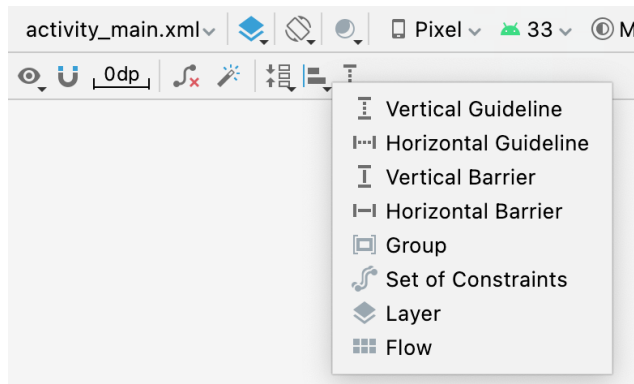 activity_main.xml Pixel 33 M
0dp
Vertical Guideline
Horizontal Guideline
Vertical Barrier
Horizontal Barrier
Group
Set of Constraints
Layer
Flow